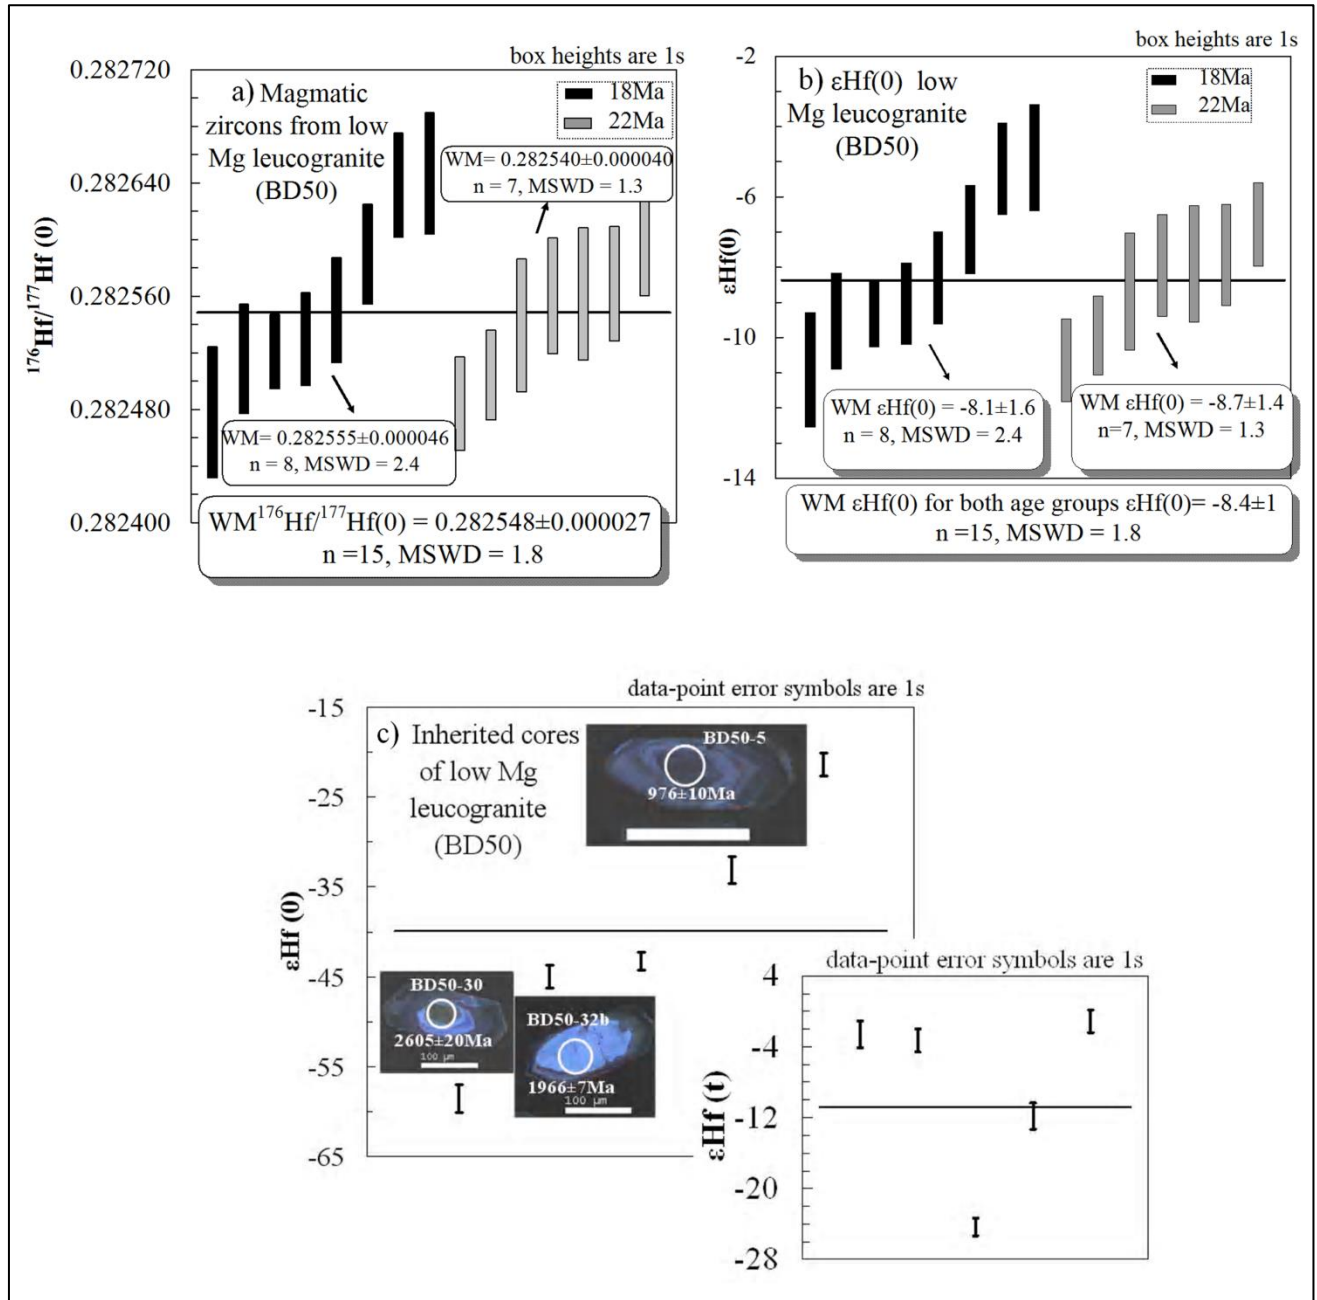 box heights are 1s
0.282720
0.282640
0.282560
0.282480
0.282400
¹⁷⁶Hf/¹⁷⁷Hf (0)
a) Magmatic
zircons from low
Mg leucogranite
(BD50)
18Ma
22Ma
WM= 0.282540±0.000040
n = 7, MSWD = 1.3
WM= 0.282555±0.000046
n = 8, MSWD = 2.4
WM¹⁷⁶Hf/¹⁷⁷Hf(0) = 0.282548±0.000027
n =15, MSWD = 1.8
box heights are 1s
-2
-6
-10
-14
εHf(0)
b) εHf(0) low
Mg leucogranite
(BD50)
18Ma
22Ma
WM εHf(0) = -8.1±1.6
n = 8, MSWD = 2.4
WM εHf(0) = -8.7±1.4
n=7, MSWD = 1.3
WM εHf(0) for both age groups εHf(0)= -8.4±1
n =15, MSWD = 1.8
data-point error symbols are 1s
-15
-25
-35
-45
-55
-65
εHf (0)
c) Inherited cores
of low Mg
leucogranite
(BD50)
BD50-5
976±10Ma
BD50-30
2605±20Ma
100 µm
BD50-32b
1966±7Ma
100 µm
data-point error symbols are 1s
4
-4
-12
-20
-28
εHf (t)